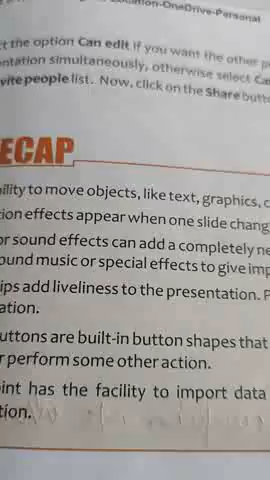 ocation-OneDrive-Personal
ct the option Can edit if you want the other p
ntation simultaneously, otherwise select Ca
vite people list. Now, click on the Share butt
ECAP
ility to move objects, like text, graphics, c
ion effects appear when one slide chang
or sound effects can add a completely ne
ound music or special effects to give imp
ips add liveliness to the presentation. P
ation.
uttons are built-in button shapes that
r perform some other action.
int has the facility to import data
tion.